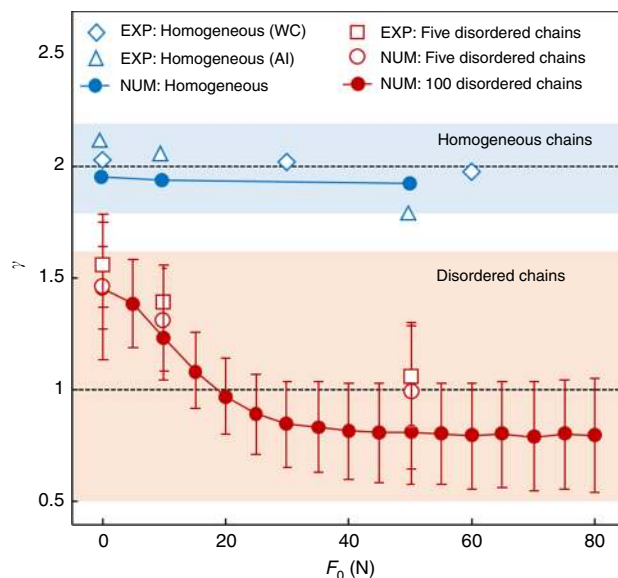 2.5
EXP: Homogeneous (WC)
EXP: Homogeneous (Al)
NUM: Homogeneous
EXP: Five disordered chains
NUM: Five disordered chains
NUM: 100 disordered chains
Homogeneous chains
2
γ
1.5
Disordered chains
1
0.5
0 20 40 60 80
F0 (N)